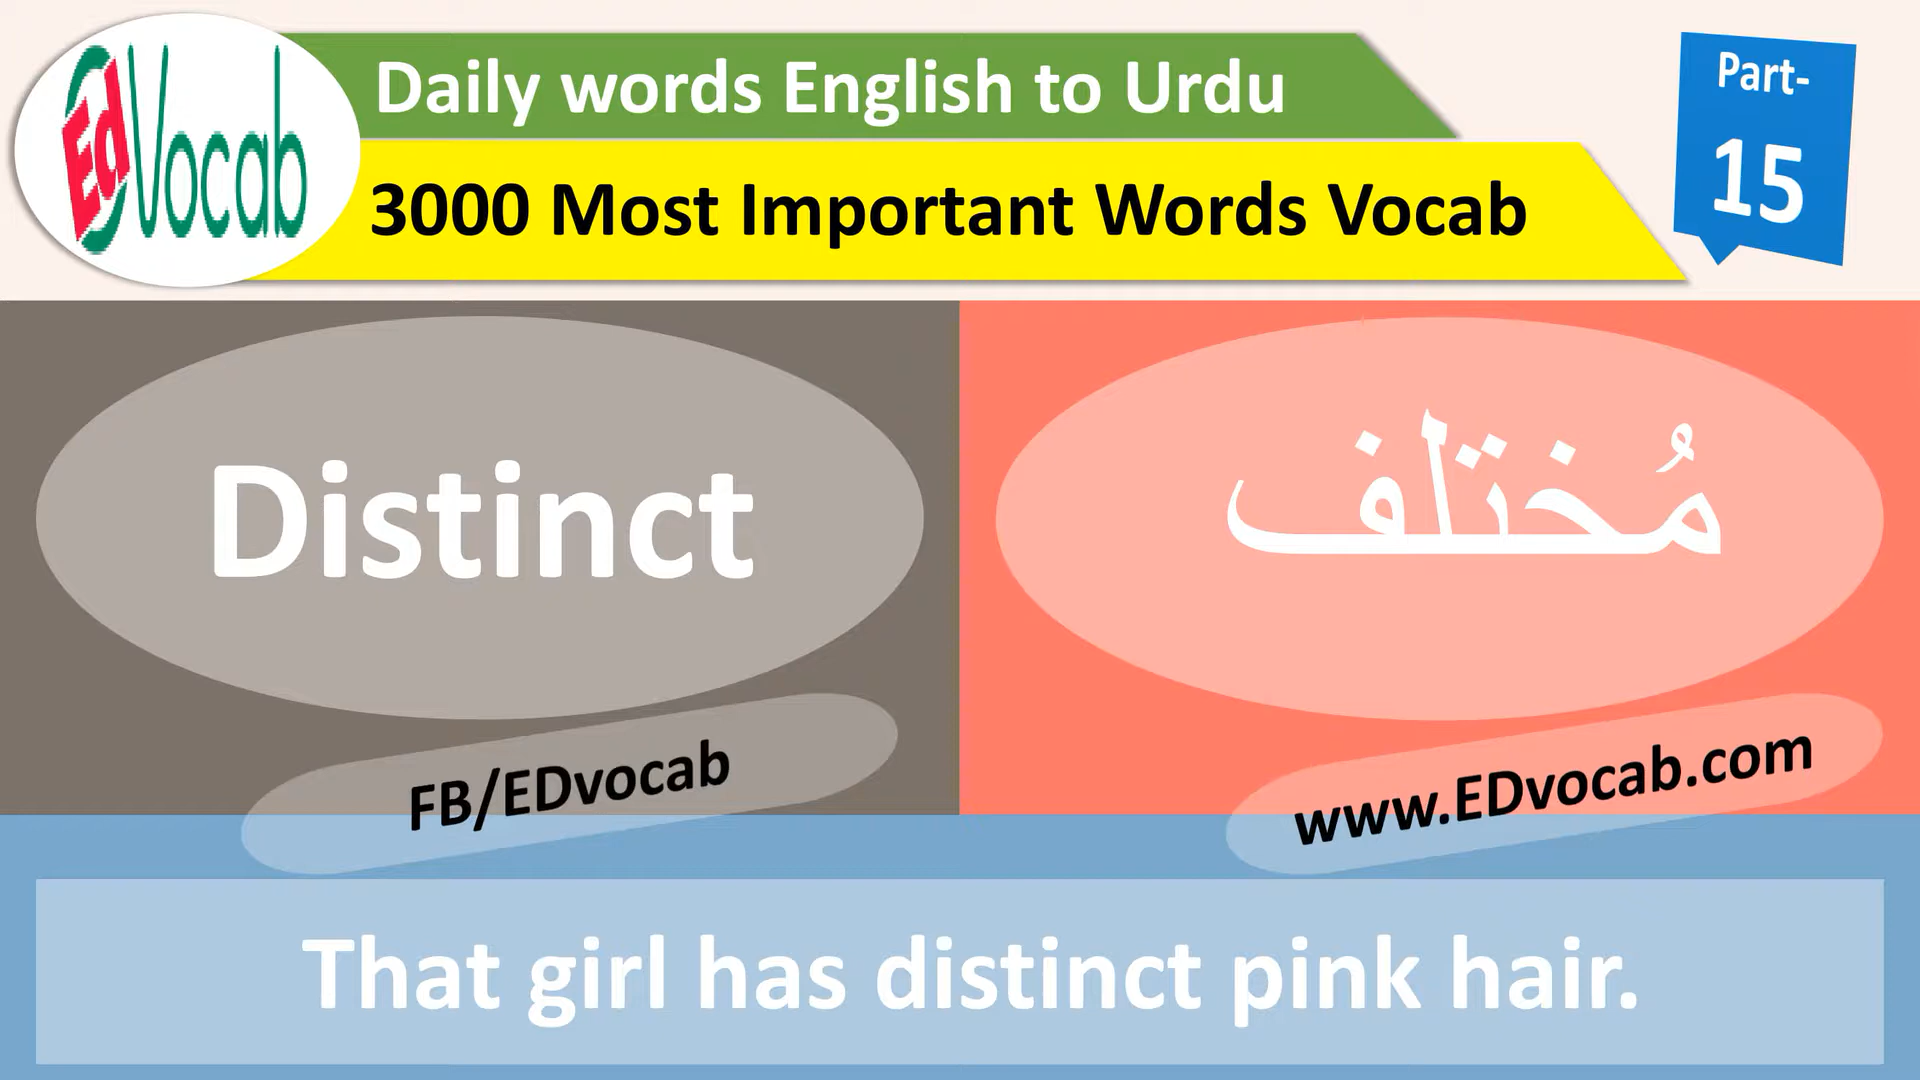 EdVocab
Daily words English to Urdu
3000 Most Important Words Vocab
Part-
15
Distinct
مُختلف
FB/EDvocab
www.EDvocab.com
That girl has distinct pink hair.